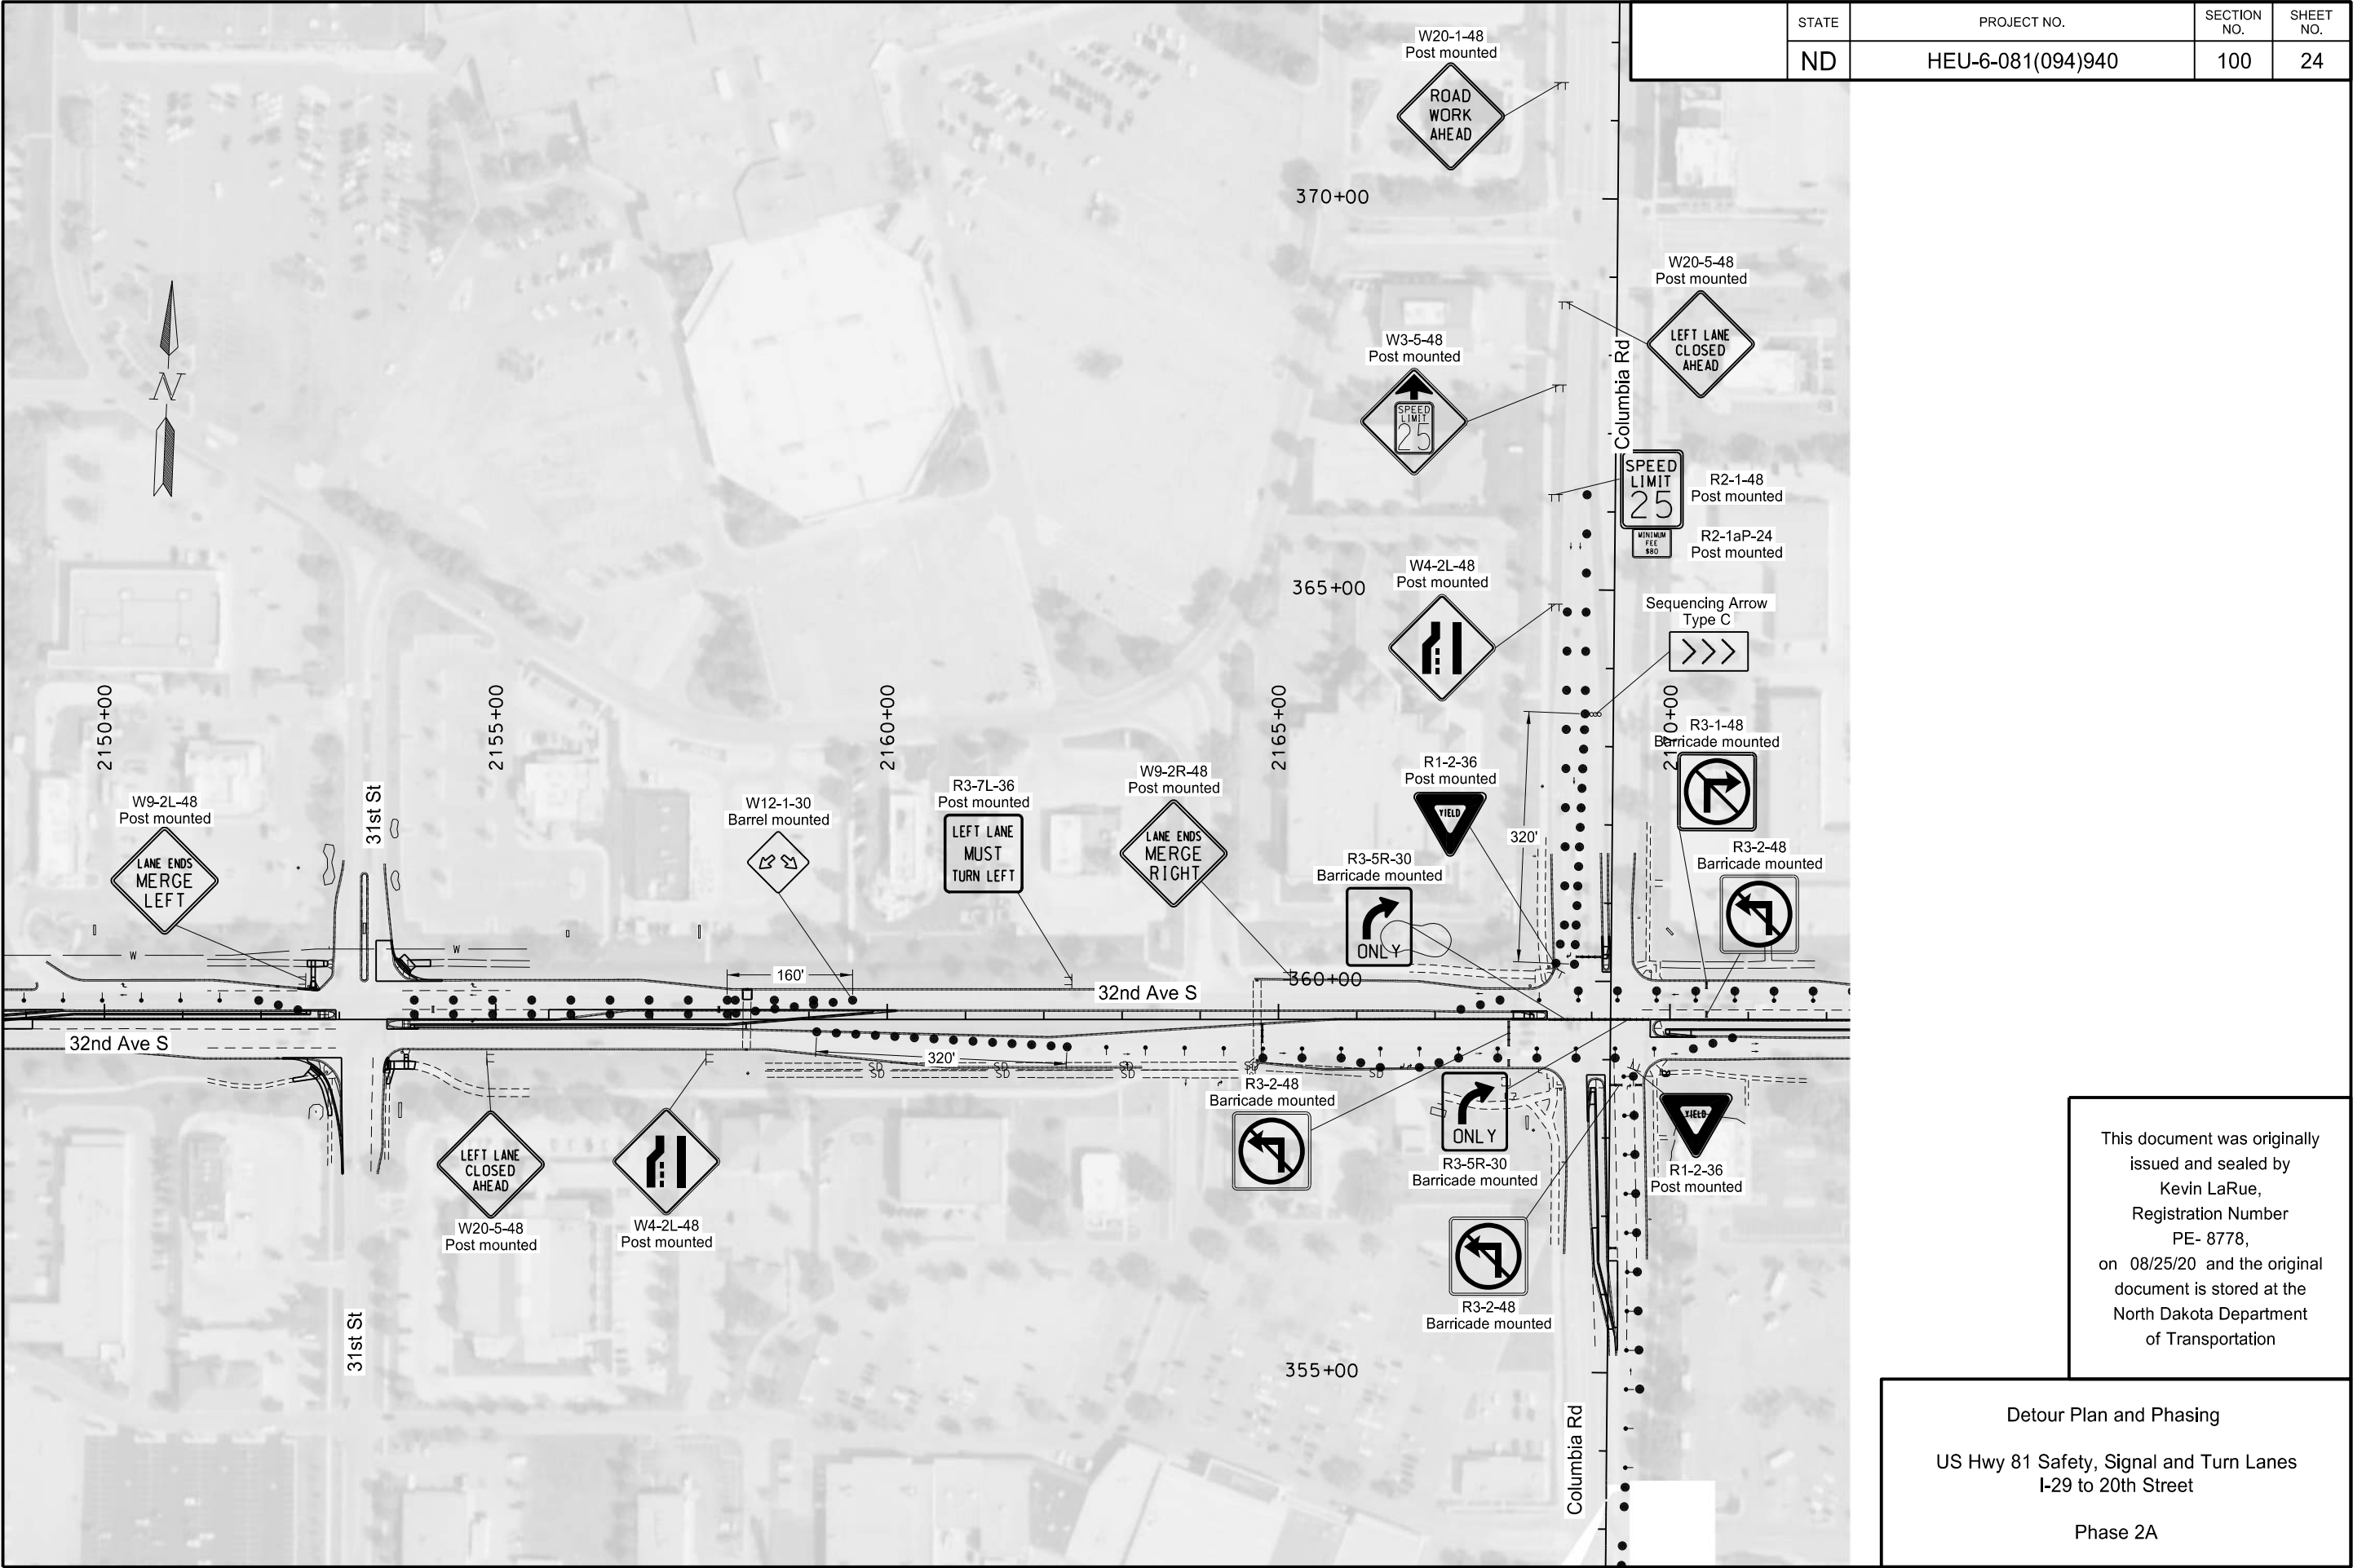 STATE
PROJECT NO.
SECTION
NO.
SHEET
NO.
ND
HEU-6-081(094)940
100
24
W20-1-48
Post mounted
ROAD
WORK
AHEAD
370+00
W20-5-48
Post mounted
LEFT LANE
CLOSED
AHEAD
W3-5-48
Post mounted
SPEED
LIMIT
25
Columbia Rd
SPEED
LIMIT
25
R2-1-48
Post mounted
MINIMUM
FEE
$80
R2-1aP-24
Post mounted
N
365+00
W4-2L-48
Post mounted
Sequencing Arrow
Type C
2150+00
2155+00
2160+00
2165+00
2170+00
R3-1-48
Barricade mounted
W9-2L-48
Post mounted
LANE ENDS
MERGE
LEFT
31st St
W12-1-30
Barrel mounted
R3-7L-36
Post mounted
LEFT LANE
MUST
TURN LEFT
W9-2R-48
Post mounted
LANE ENDS
MERGE
RIGHT
R1-2-36
Post mounted
YIELD
320'
R3-5R-30
Barricade mounted
ONLY
R3-2-48
Barricade mounted
W
W
160'
32nd Ave S
360+00
32nd Ave S
320'
SD
SD
SD
SD
SD
SD
SD
R3-2-48
Barricade mounted
ONLY
R3-5R-30
Barricade mounted
YIELD
R1-2-36
Post mounted
LEFT LANE
CLOSED
AHEAD
W20-5-48
Post mounted
W4-2L-48
Post mounted
R3-2-48
Barricade mounted
31st St
355+00
Columbia Rd
This document was originally
issued and sealed by
Kevin LaRue,
Registration Number
PE- 8778,
on 08/25/20 and the original
document is stored at the
North Dakota Department
of Transportation
Detour Plan and Phasing
US Hwy 81 Safety, Signal and Turn Lanes
I-29 to 20th Street
Phase 2A